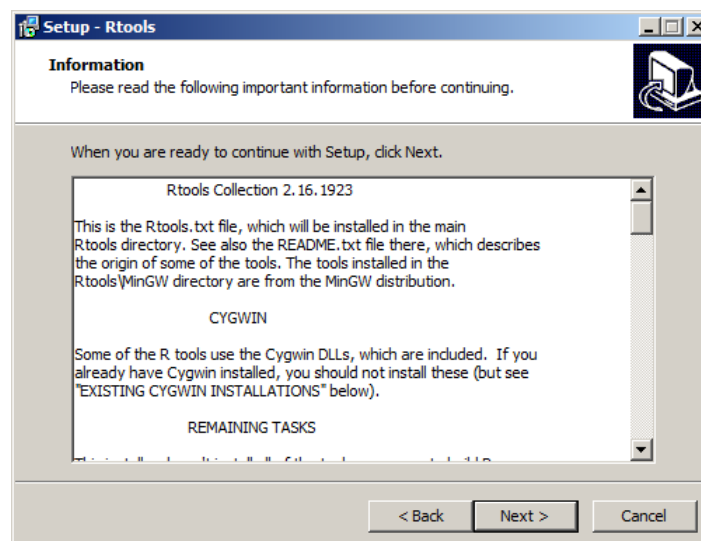 Setup - Rtools
Information
Please read the following important information before continuing.
When you are ready to continue with Setup, click Next.
Rtools Collection 2.16.1923
This is the Rtools.txt file, which will be installed in the main
Rtools directory. See also the README.txt file there, which describes
the origin of some of the tools. The tools installed in the
Rtools\MinGW directory are from the MinGW distribution.
CYGWIN
Some of the R tools use the Cygwin DLLs, which are included.  If you
already have Cygwin installed, you should not install these (but see
"EXISTING CYGWIN INSTALLATIONS" below).
REMAINING TASKS
< Back
Next >
Cancel